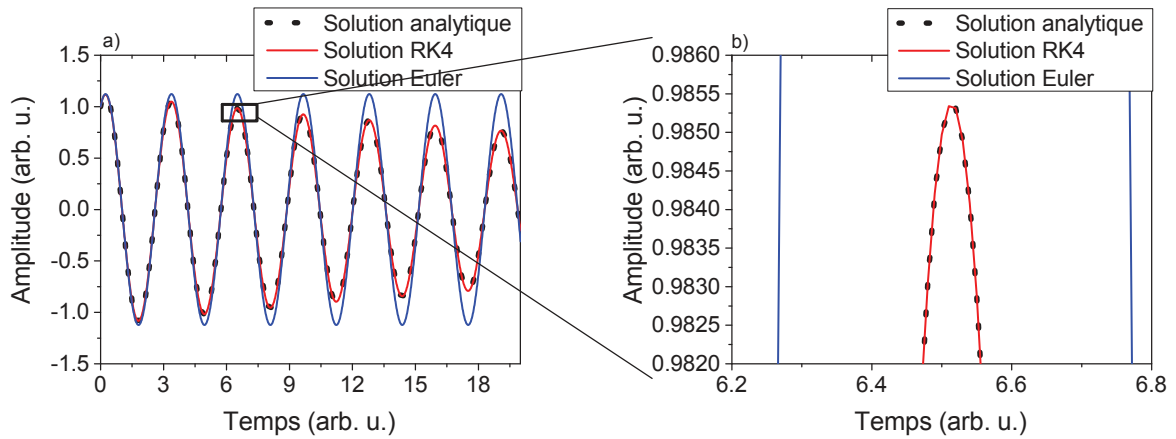 Solution analytique
Solution RK4
Solution Euler
a)
1.5
1.0
0.5
0.0
-0.5
-1.0
-1.5
Amplitude (arb. u.)
0 3 6 9 12 15 18
Temps (arb. u.)
Solution analytique
Solution RK4
Solution Euler
b)
0.9860
0.9855
0.9850
0.9845
0.9840
0.9835
0.9830
0.9825
0.9820
Amplitude (arb. u.)
6.2 6.4 6.6 6.8
Temps (arb. u.)